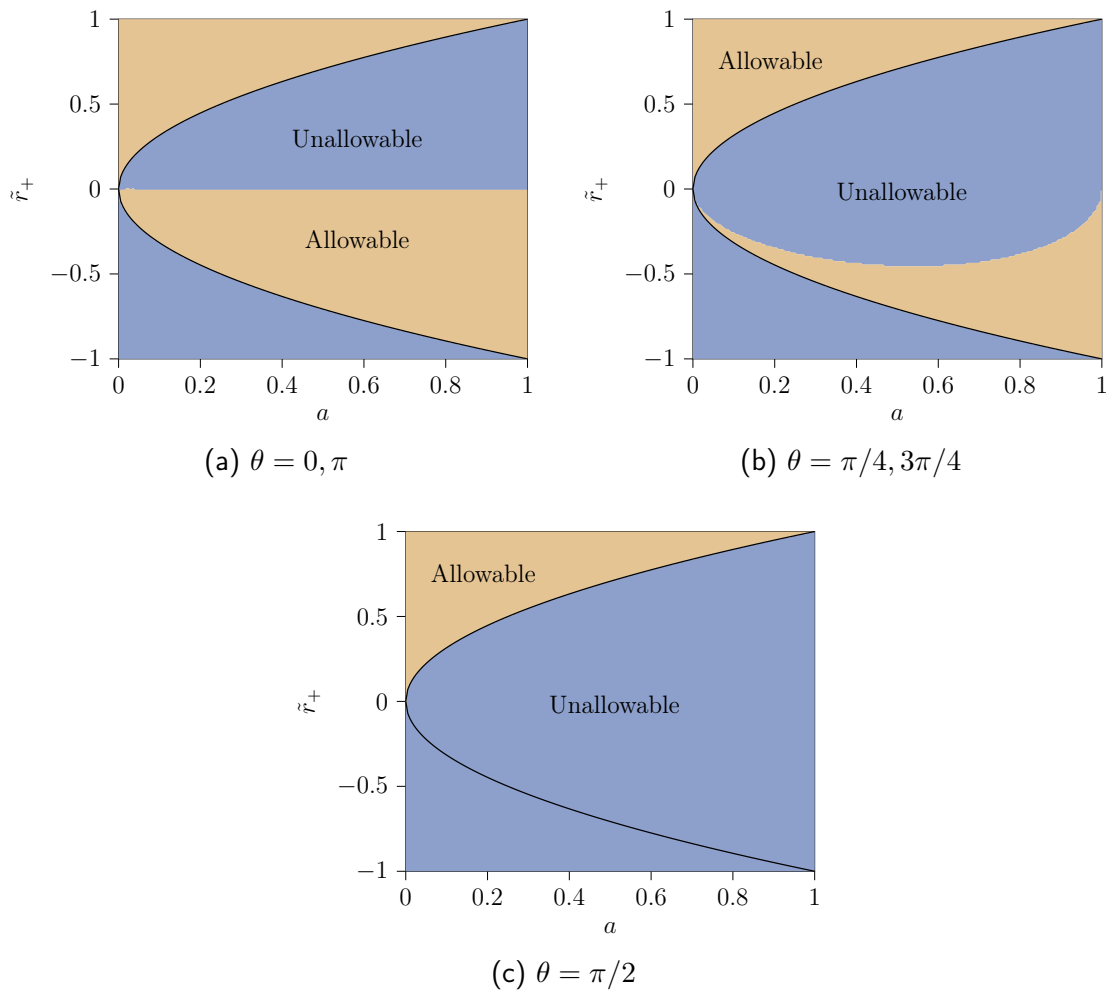 1
0.5
0
−0.5
−1
r̃₊
Unallowable
Allowable
0 0.2 0.4 0.6 0.8 1
a
(a) θ = 0, π
1
0.5
0
−0.5
−1
r̃₊
Allowable
Unallowable
0 0.2 0.4 0.6 0.8 1
a
(b) θ = π/4, 3π/4
1
0.5
0
−0.5
−1
r̃₊
Allowable
Unallowable
0 0.2 0.4 0.6 0.8 1
a
(c) θ = π/2